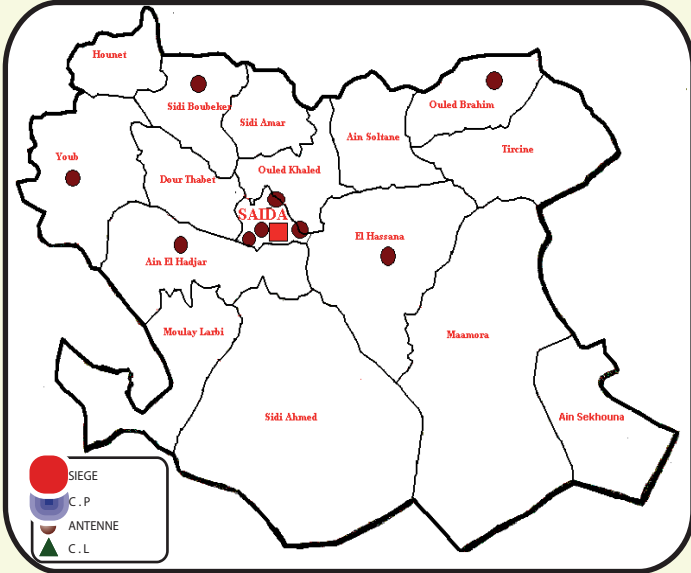 Hounet
Sidi Boubeker
Ouled Brahim
Sidi Amar
Ain Soltane
Tircine
Youb
Ouled Khaled
Dour Thabet
SAIDA
El Hassana
Ain El Hadjar
Moulay Larbi
Maamora
Sidi Ahmed
Ain Sekhouna
SIEGE
C.P
ANTENNE
C.L